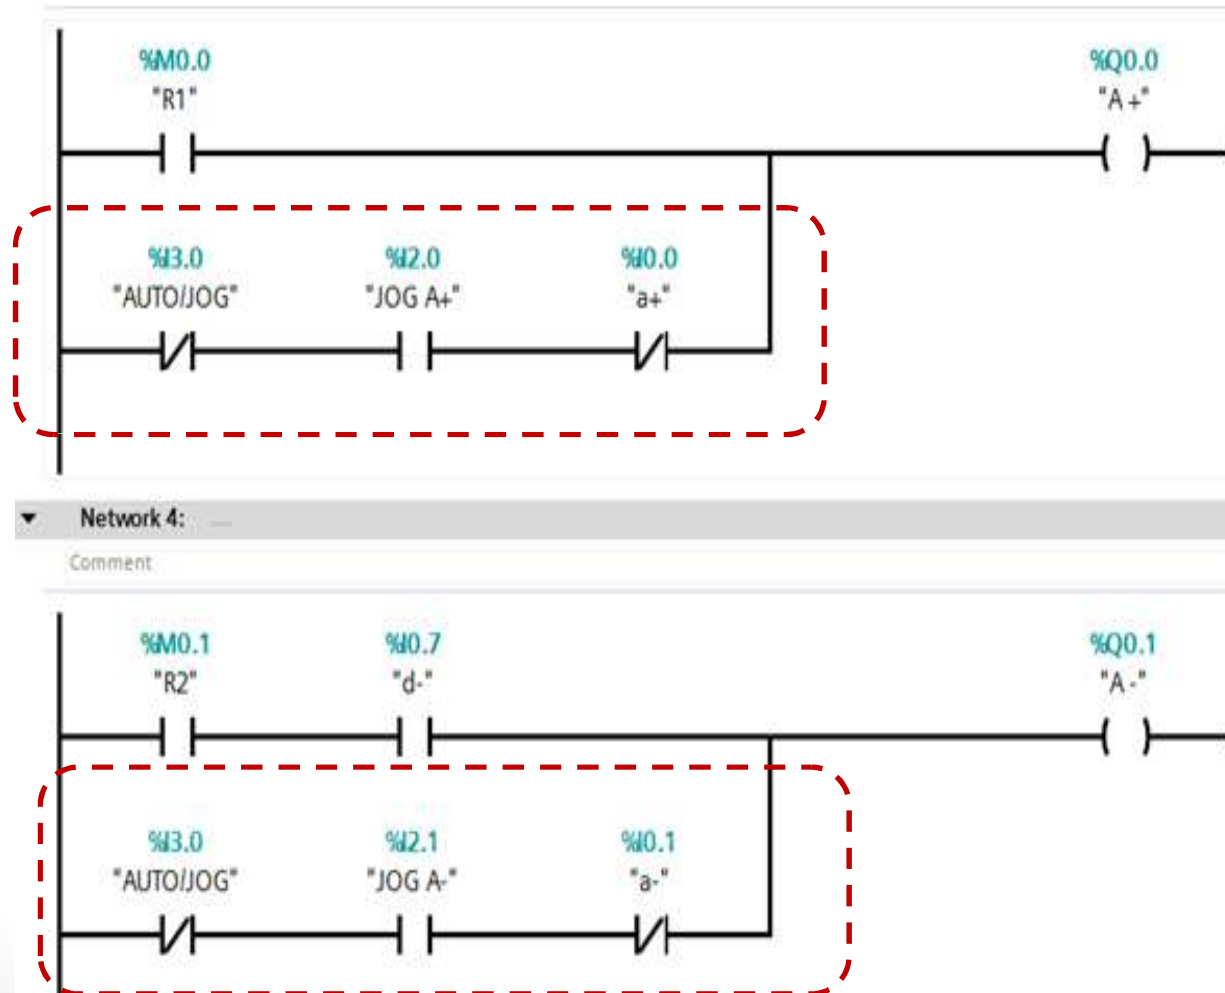 %M0.0 %Q0.0
"R1" "A +"
%I3.0 %I2.0 %I0.0
"AUTO/JOG" "JOG A+" "a+"
Network 4: ....
Comment
%M0.1 %I0.7 %Q0.1
"R2" "d-" "A -"
%I3.0 %I2.1 %I0.1
"AUTO/JOG" "JOG A-" "a-"